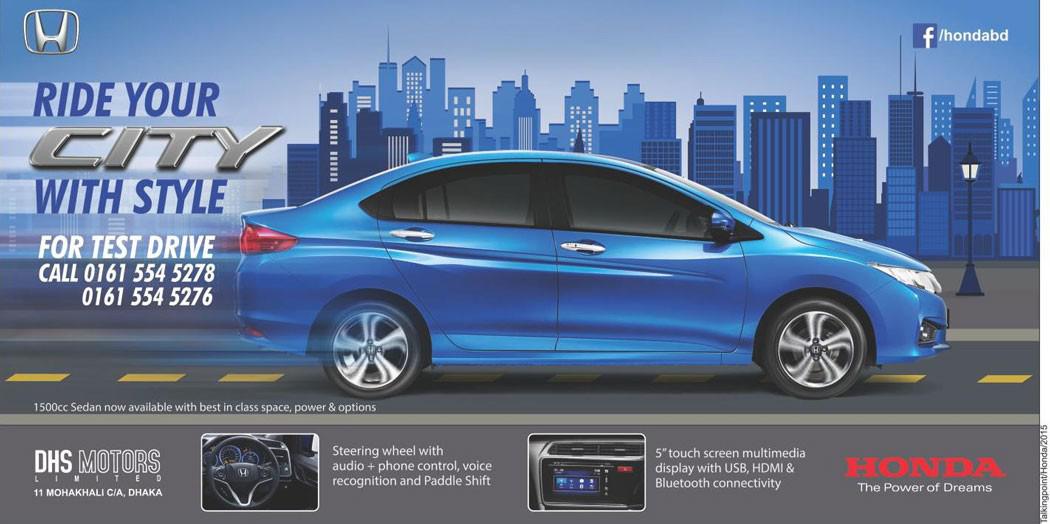 /hondabd
RIDE YOUR
CITY
WITH STYLE
FOR TEST DRIVE
CALL 0161 554 5278
0161 554 5276
1500cc Sedan now available with best in class space, power & options
DHS MOTORS
LIMITED
11 MOHAKHALI C/A, DHAKA
Steering wheel with
audio + phone control, voice
recognition and Paddle Shift
5” touch screen multimedia
display with USB, HDMI &
Bluetooth connectivity
HONDA
The Power of Dreams
talkingpoint/Honda/2015